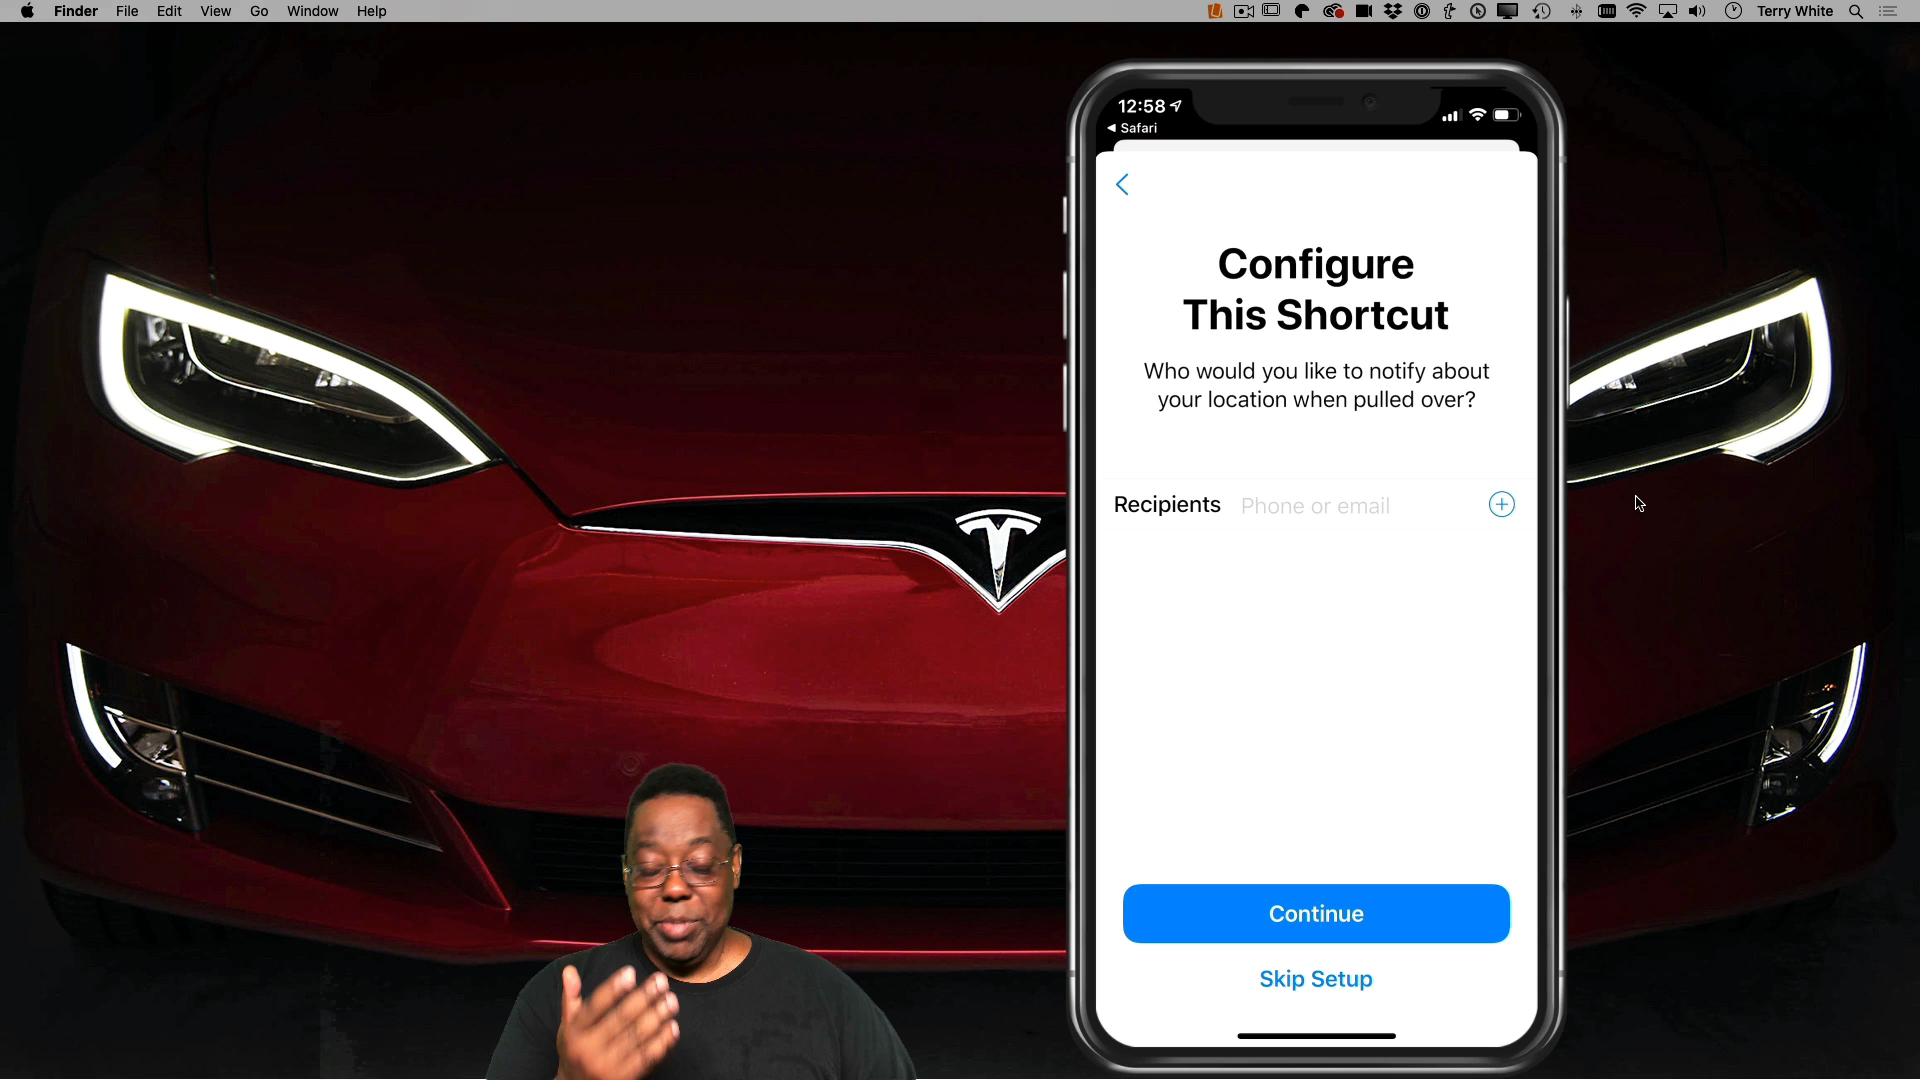 Finder File Edit View Go Window Help Terry White
12:58
◀ Safari
Configure
This Shortcut
Who would you like to notify about
your location when pulled over?
Recipients Phone or email
Continue
Skip Setup